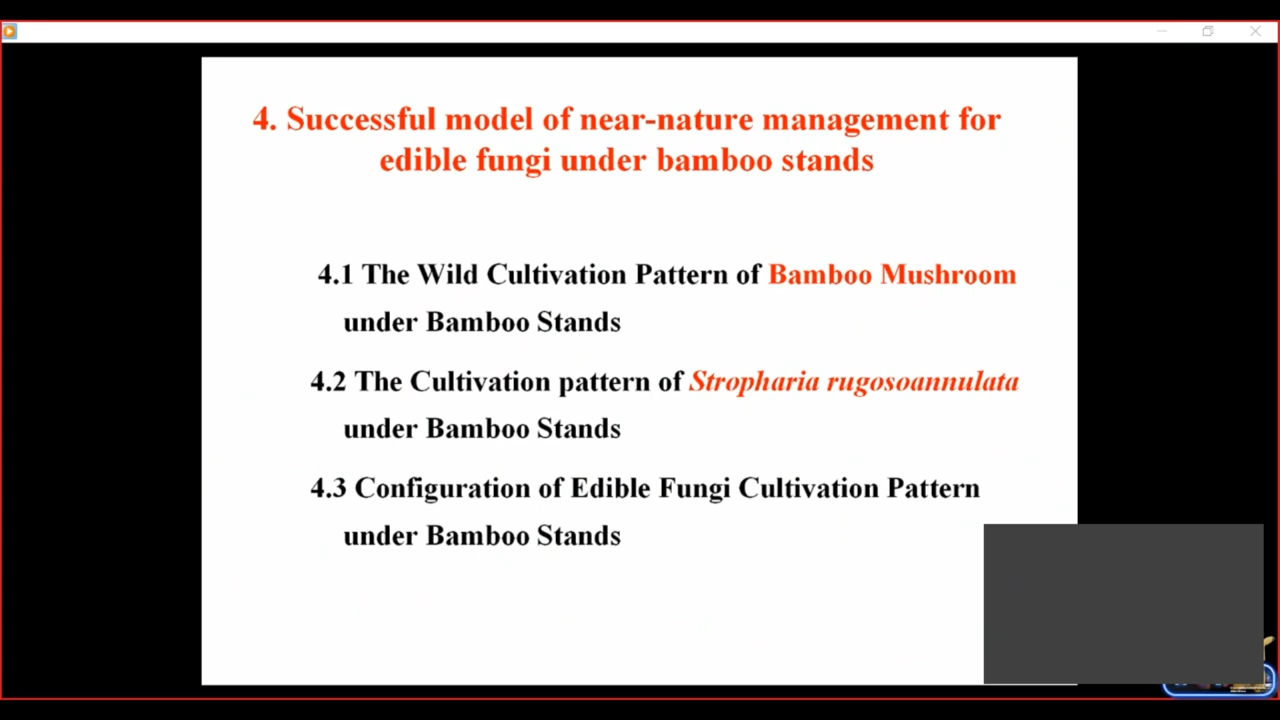 4. Successful model of near-nature management for
edible fungi under bamboo stands
4.1 The Wild Cultivation Pattern of Bamboo Mushroom
under Bamboo Stands
4.2 The Cultivation pattern of Stropharia rugosoannulata
under Bamboo Stands
4.3 Configuration of Edible Fungi Cultivation Pattern
under Bamboo Stands